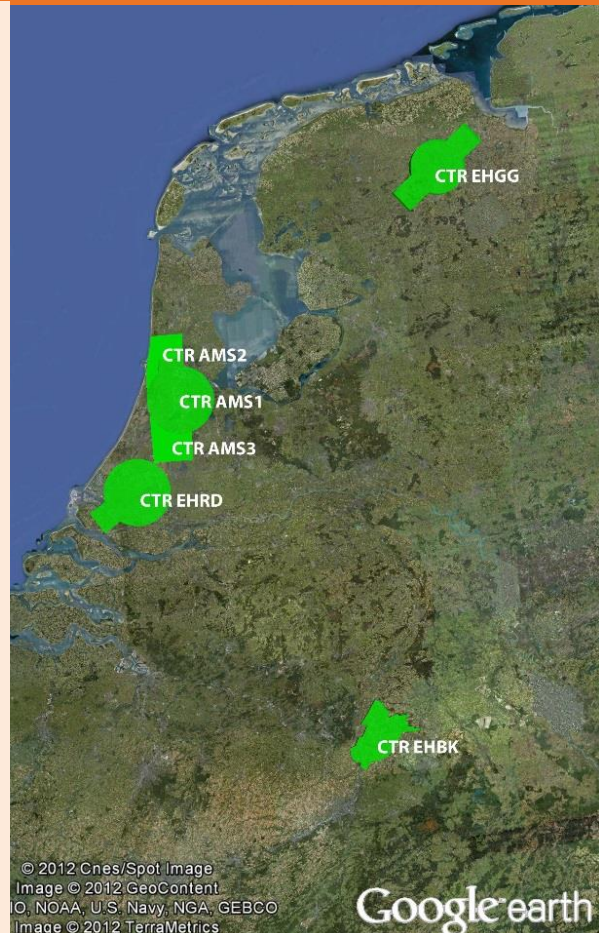 CTR EHGG
CTR AMS2
CTR AMS1
CTR AMS3
CTR EHRD
CTR EHBK
© 2012 Cnes/Spot Image
Image © 2012 GeoContent
IO, NOAA, U.S. Navy, NGA, GEBCO
Image © 2012 TerraMetrics
Google earth